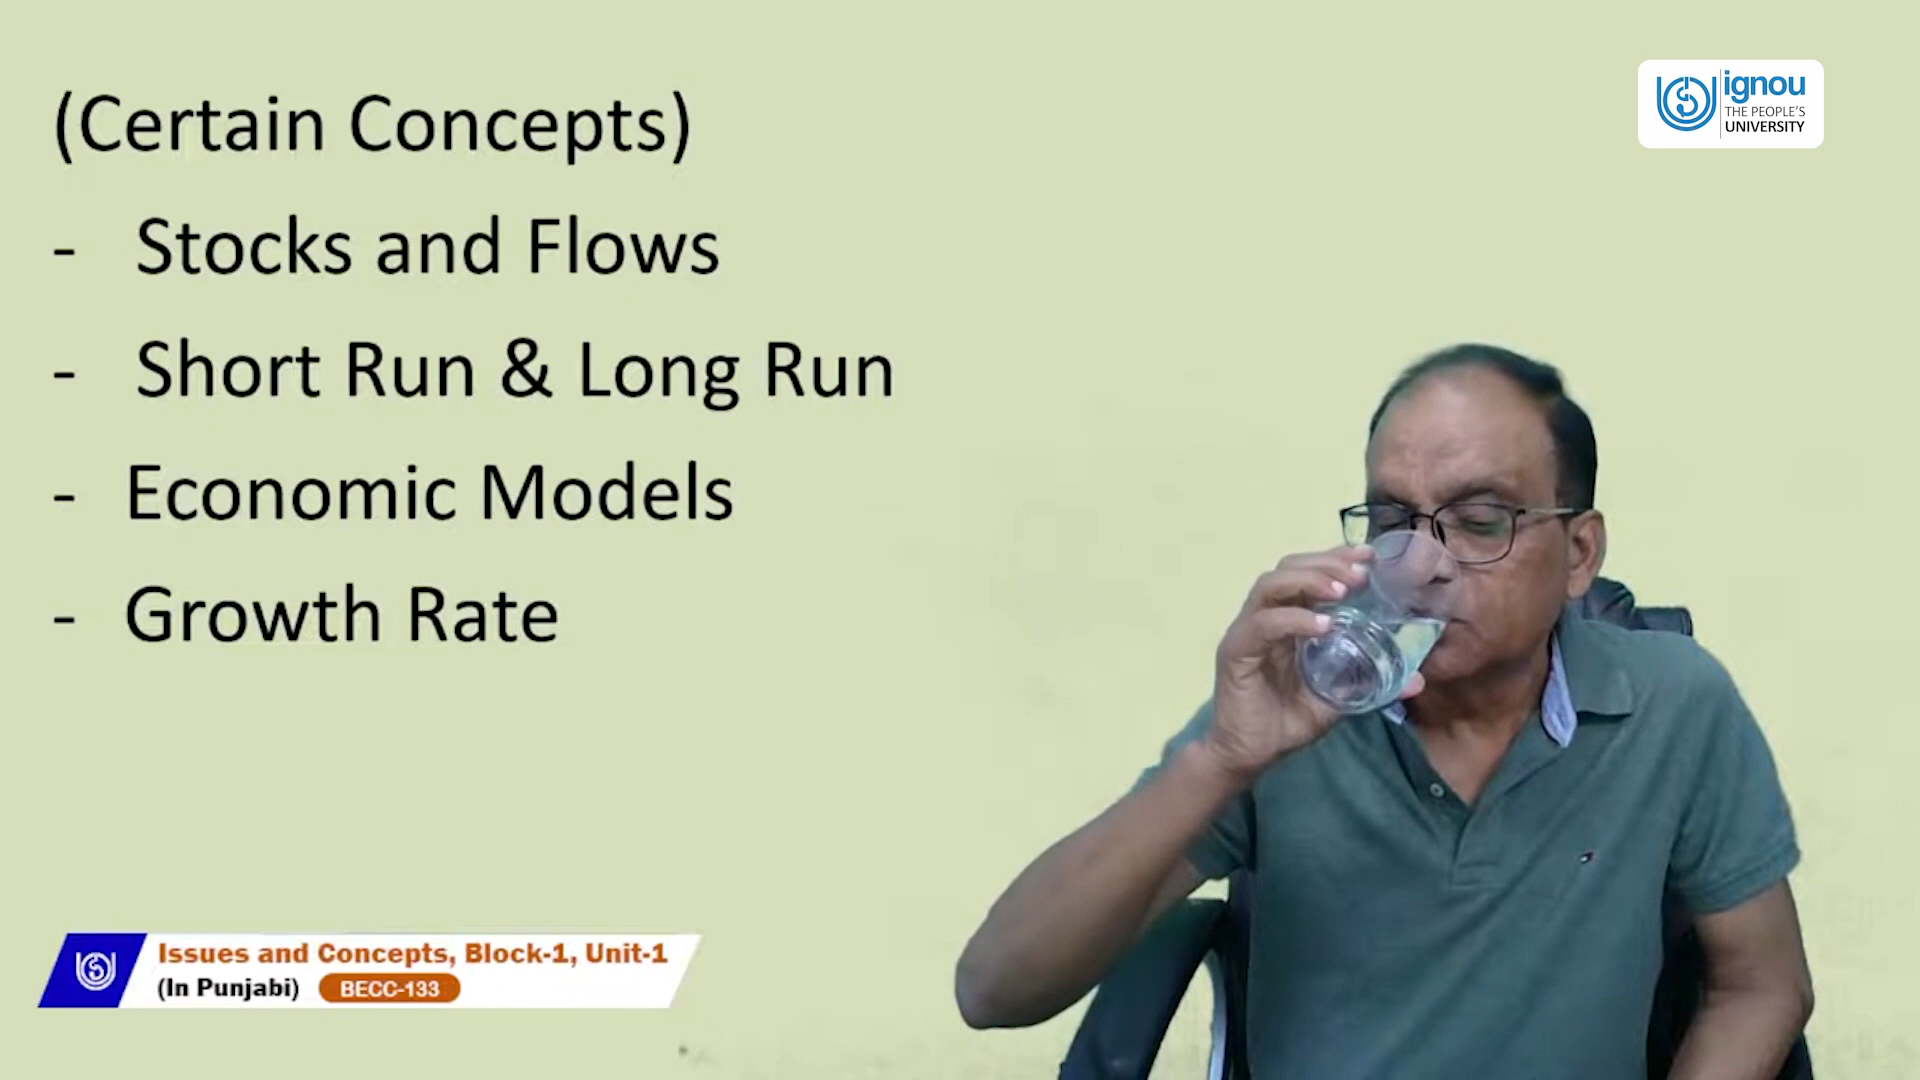 (Certain Concepts)
- Stocks and Flows
- Short Run & Long Run
- Economic Models
- Growth Rate
ignou
THE PEOPLE'S
UNIVERSITY
Issues and Concepts, Block-1, Unit-1
(In Punjabi) BECC-133